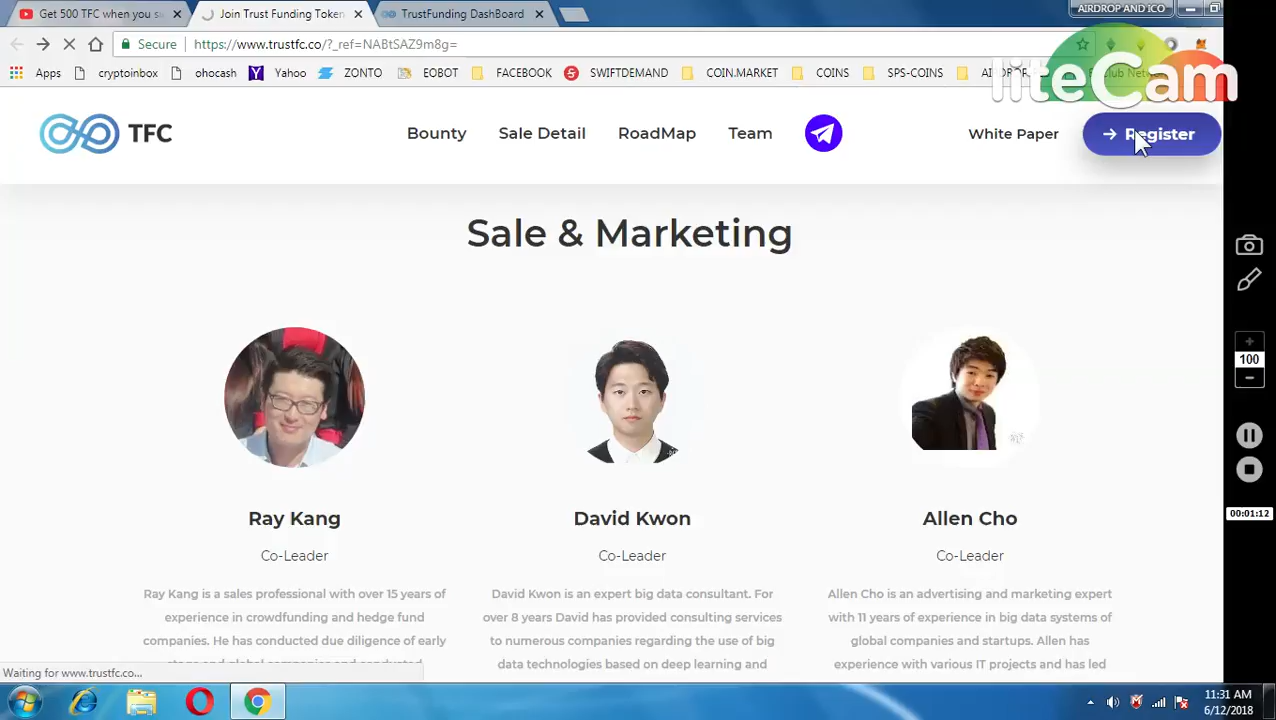 Get 500 TFC when you s
Join Trust Funding Token
TrustFunding DashBoard
AIRDROP AND ICO
Secure
https://www.trustfc.co/?_ref=NARtSAZ9m8g=
Apps
cryptoinbox
ohocash
Yahoo
ZONTO
EOBOT
FACEBOOK
SWIFTDEMAND
COIN.MARKET
COINS
SPS-COINS
liteCam
TFC
Bounty
Sale Detail
RoadMap
Team
White Paper
Register
Sale & Marketing
100
00:01:12
Ray Kang
David Kwon
Allen Cho
Co-Leader
Co-Leader
Co-Leader
Ray Kang is a sales professional with over 15 years of
experience in crowdfunding and hedge fund
companies. He has conducted due diligence of early
David Kwon is an expert big data consultant. For
over 8 years David has provided consulting services
to numerous companies regarding the use of big
data technologies based on deep learning and
Allen Cho is an advertising and marketing expert
with 11 years of experience in big data systems of
global companies and startups. Allen has
experience with various IT projects and has led
Waiting for www.trustfc.co...
11:31 AM
6/12/2018